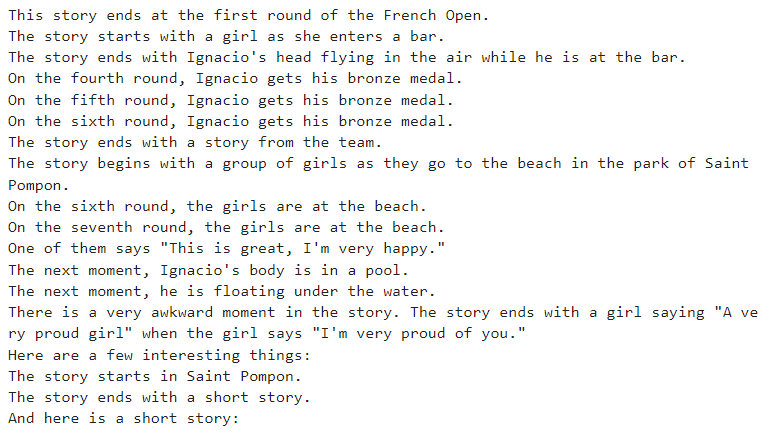 This story ends at the first round of the French Open.
The story starts with a girl as she enters a bar.
The story ends with Ignacio's head flying in the air while he is at the bar.
On the fourth round, Ignacio gets his bronze medal.
On the fifth round, Ignacio gets his bronze medal.
On the sixth round, Ignacio gets his bronze medal.
The story ends with a story from the team.
The story begins with a group of girls as they go to the beach in the park of Saint
Pompon.
On the sixth round, the girls are at the beach.
On the seventh round, the girls are at the beach.
One of them says "This is great, I'm very happy."
The next moment, Ignacio's body is in a pool.
The next moment, he is floating under the water.
There is a very awkward moment in the story. The story ends with a girl saying "A ve
ry proud girl" when the girl says "I'm very proud of you."
Here are a few interesting things:
The story starts in Saint Pompon.
The story ends with a short story.
And here is a short story: